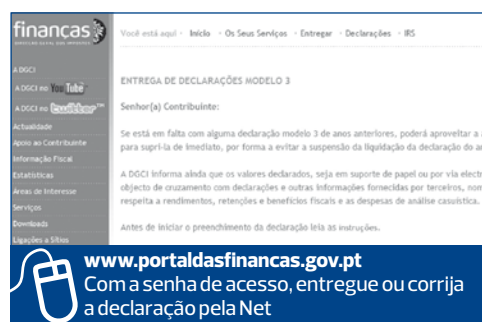 finanças
DIRECÇÃO GERAL DOS IMPOSTOS
Você está aqui · Início · Os Seus Serviços · Entregar · Declarações · IRS
A DGCI
A DGCI no You Tube
A DGCI no twitter
Actualidade
Apoio ao Contribuinte
Informação Fiscal
Estatísticas
Áreas de Interesse
Serviços
Downloads
Ligações a Sítios
ENTREGA DE DECLARAÇÕES MODELO 3
Senhor(a) Contribuinte:
Se está em falta com alguma declaração modelo 3 de anos anteriores, poderá aproveitar a
para supri-la de imediato, por forma a evitar a suspensão da liquidação da declaração do
A DGCI informa ainda que os valores declarados, seja em suporte de papel ou por via
objecto de cruzamento com declarações e outras informações fornecidas por terceiros,
respeita a rendimentos, retenções e benefícios fiscais e as despesas de análise casuística.
Antes de iniciar o preenchimento da declaração leia as instruções.
www.portaldasfinancas.gov.pt
Com a senha de acesso, entregue ou corrija
a declaração pela Net